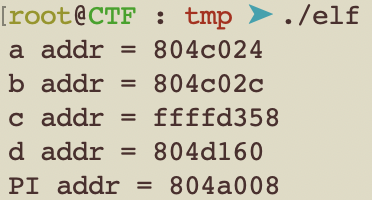 [root@CTF : tmp ➤ ./elf
a addr = 804c024
b addr = 804c02c
c addr = ffffd358
d addr = 804d160
PI addr = 804a008